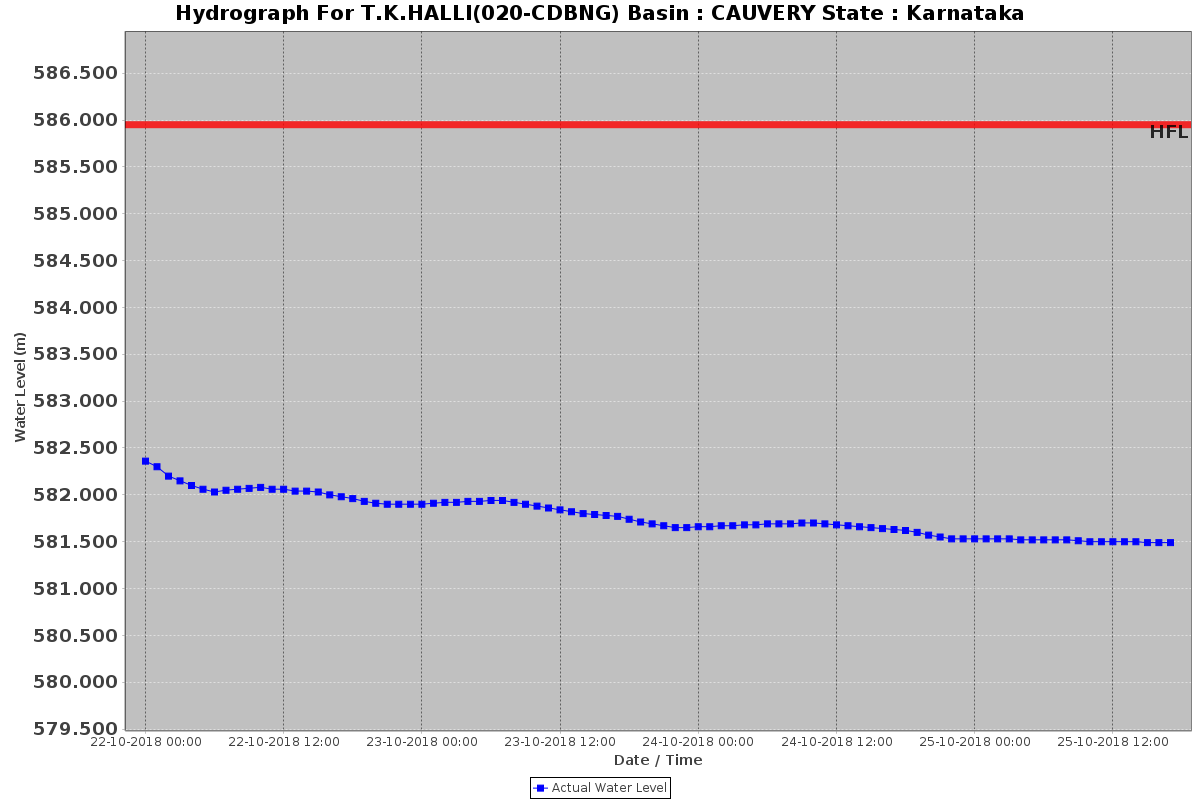 Hydrograph For T.K.HALLI(020-CDBNG) Basin : CAUVERY State : Karnataka
586.500
586.000
HFL
585.500
585.000
584.500
584.000
583.500
583.000
582.500
582.000
581.500
581.000
580.500
580.000
579.500
Water Level (m)
22-10-2018 00:00 22-10-2018 12:00 23-10-2018 00:00 23-10-2018 12:00 24-10-2018 00:00 24-10-2018 12:00 25-10-2018 00:00 25-10-2018 12:00
Date / Time
Actual Water Level